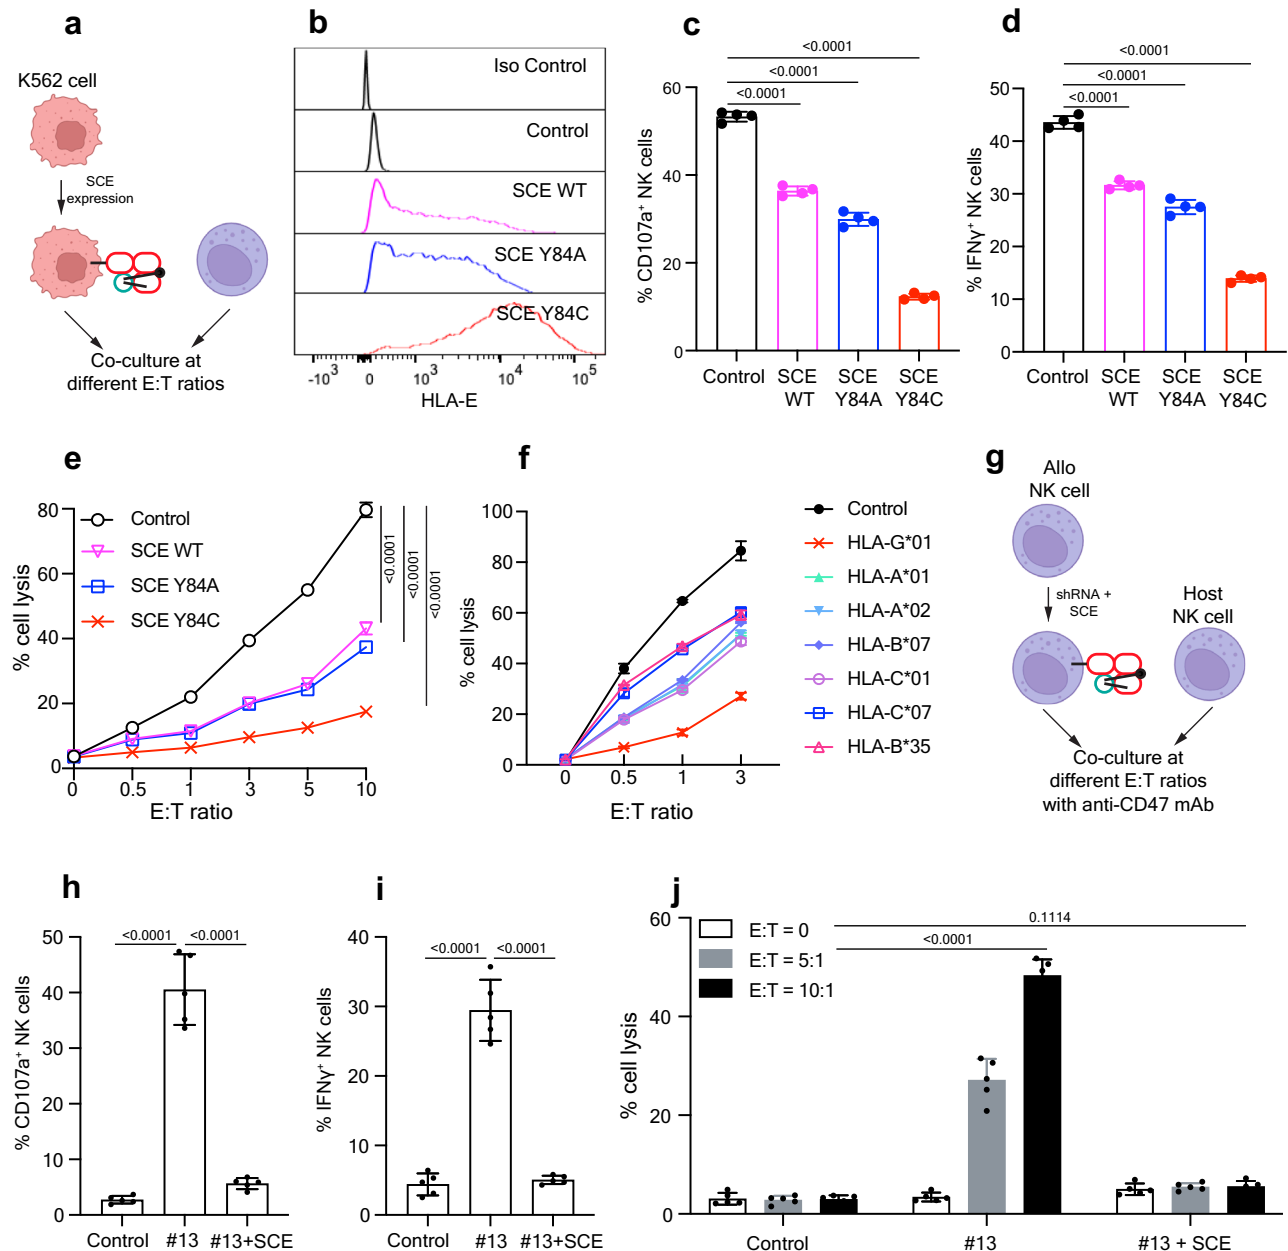 a
K562 cell
SCE
expression
Co-culture at
different E:T ratios
b
Iso Control
Control
SCE WT
SCE Y84A
SCE Y84C
-10³ 0 10³ 10⁴ 10⁵
HLA-E
c
<0.0001
<0.0001
<0.0001
% CD107a⁺ NK cells
60
40
20
0
Control SCE WT SCE Y84A SCE Y84C
d
<0.0001
<0.0001
<0.0001
% IFNγ⁺ NK cells
50
40
30
20
10
0
Control SCE WT SCE Y84A SCE Y84C
e
% cell lysis
80
60
40
20
0
Control
SCE WT
SCE Y84A
SCE Y84C
<0.0001
<0.0001
<0.0001
0 0.5 1 3 5 10
E:T ratio
f
% cell lysis
100
80
60
40
20
0
0 0.5 1 3
E:T ratio
Control
HLA-G*01
HLA-A*01
HLA-A*02
HLA-B*07
HLA-C*01
HLA-C*07
HLA-B*35
g
Allo
NK cell
shRNA +
SCE
Host
NK cell
Co-culture at
different E:T ratios
with anti-CD47 mAb
h
% CD107a⁺ NK cells
50
40
30
20
10
0
<0.0001 <0.0001
Control #13 #13+SCE
i
% IFNγ⁺ NK cells
40
30
20
10
0
<0.0001 <0.0001
Control #13 #13+SCE
j
% cell lysis
60
40
20
0
E:T = 0
E:T = 5:1
E:T = 10:1
0.1114
<0.0001
Control #13 #13 + SCE